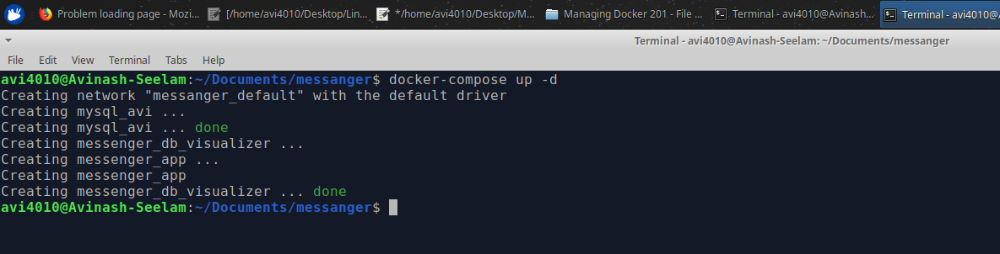 Problem loading page - Mozi...
[/home/avi4010/Desktop/Lin...
*/home/avi4010/Desktop/M...
Managing Docker 201 - File ...
Terminal - avi4010@Avinash...
Terminal - avi4010@A
Terminal - avi4010@Avinash-Seelam: ~/Documents/messanger
File Edit View Terminal Tabs Help
avi4010@Avinash-Seelam:~/Documents/messanger$ docker-compose up -d
Creating network "messanger_default" with the default driver
Creating mysql_avi ...
Creating mysql_avi ... done
Creating messenger_db_visualizer ...
Creating messenger_app ...
Creating messenger_app
Creating messenger_db_visualizer ... done
avi4010@Avinash-Seelam:~/Documents/messanger$